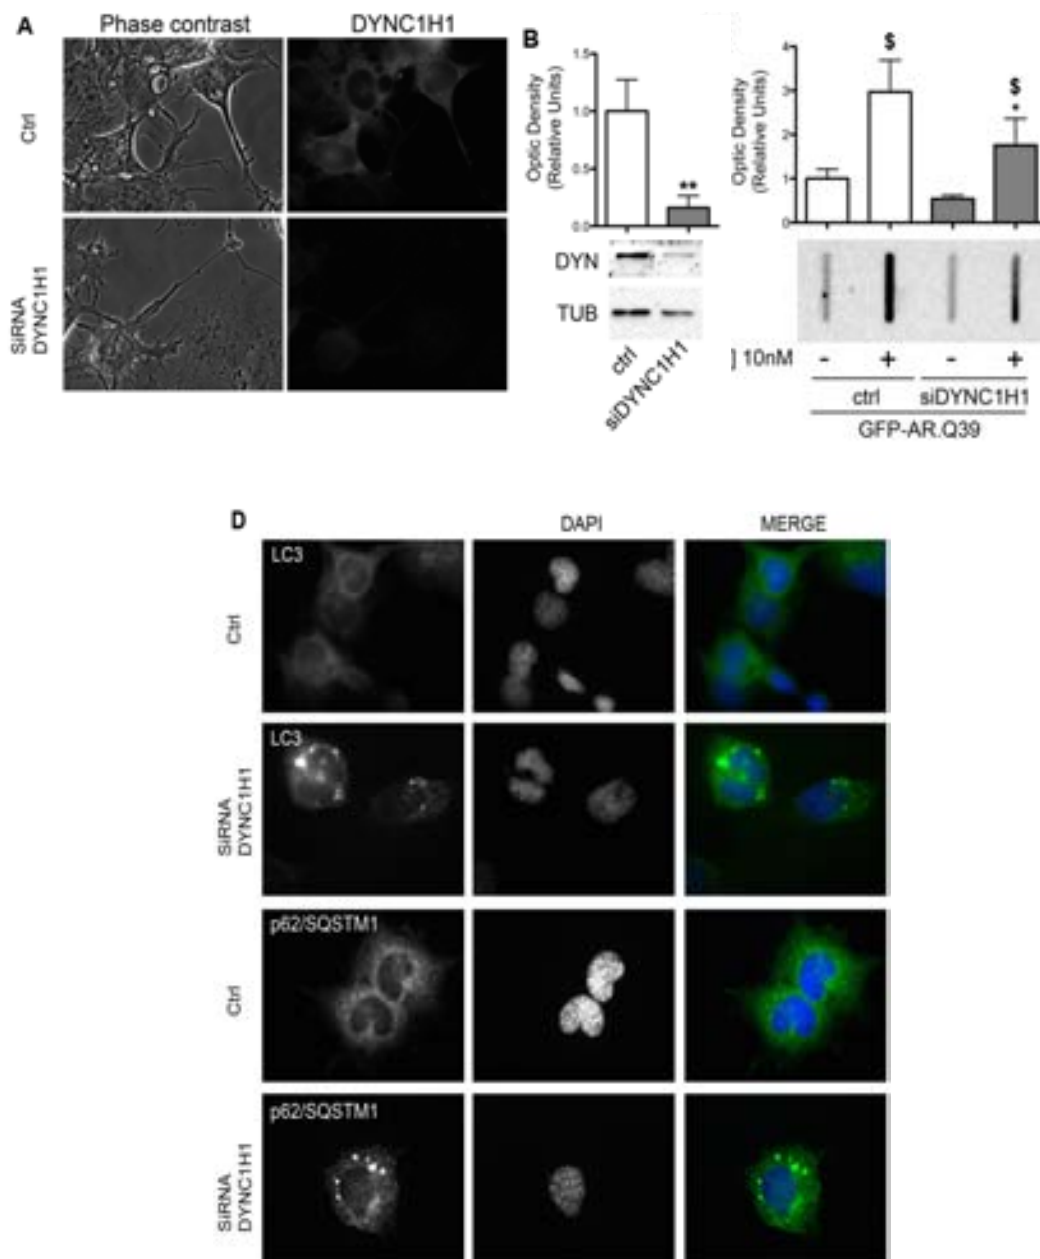 A
Phase contrast
DYNC1H1
Ctrl
SiRNA
DYNC1H1
B
Optic Density
(Relative Units)
1.5
1.0
0.5
0.0
**
DYN
TUB
ctrl
siDYNC1H1
Optic Density
(Relative Units)
4
3
2
1
0
$
$
*
] 10nM
-
+
-
+
ctrl
siDYNC1H1
GFP-AR.Q39
D
DAPI
MERGE
Ctrl
LC3
SiRNA
DYNC1H1
LC3
Ctrl
p62/SQSTM1
SiRNA
DYNC1H1
p62/SQSTM1